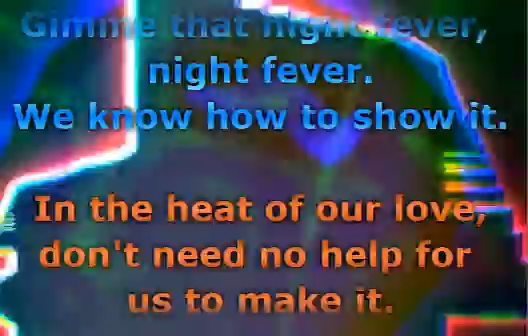 Gimme that night fever,
night fever.
We know how to show it.
In the heat of our love,
don't need no help for
us to make it.